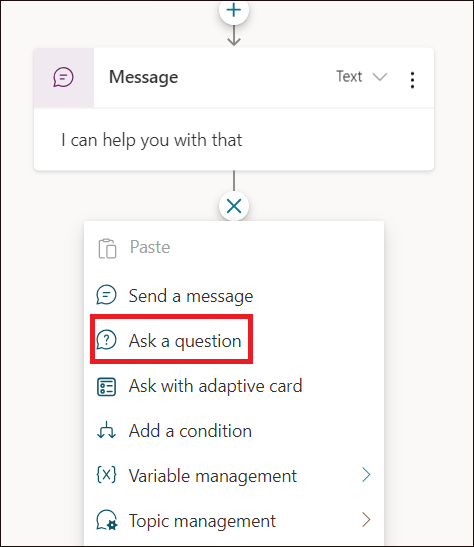 Message
Text
I can help you with that
Paste
Send a message
Ask a question
Ask with adaptive card
Add a condition
{x} Variable management
Topic management